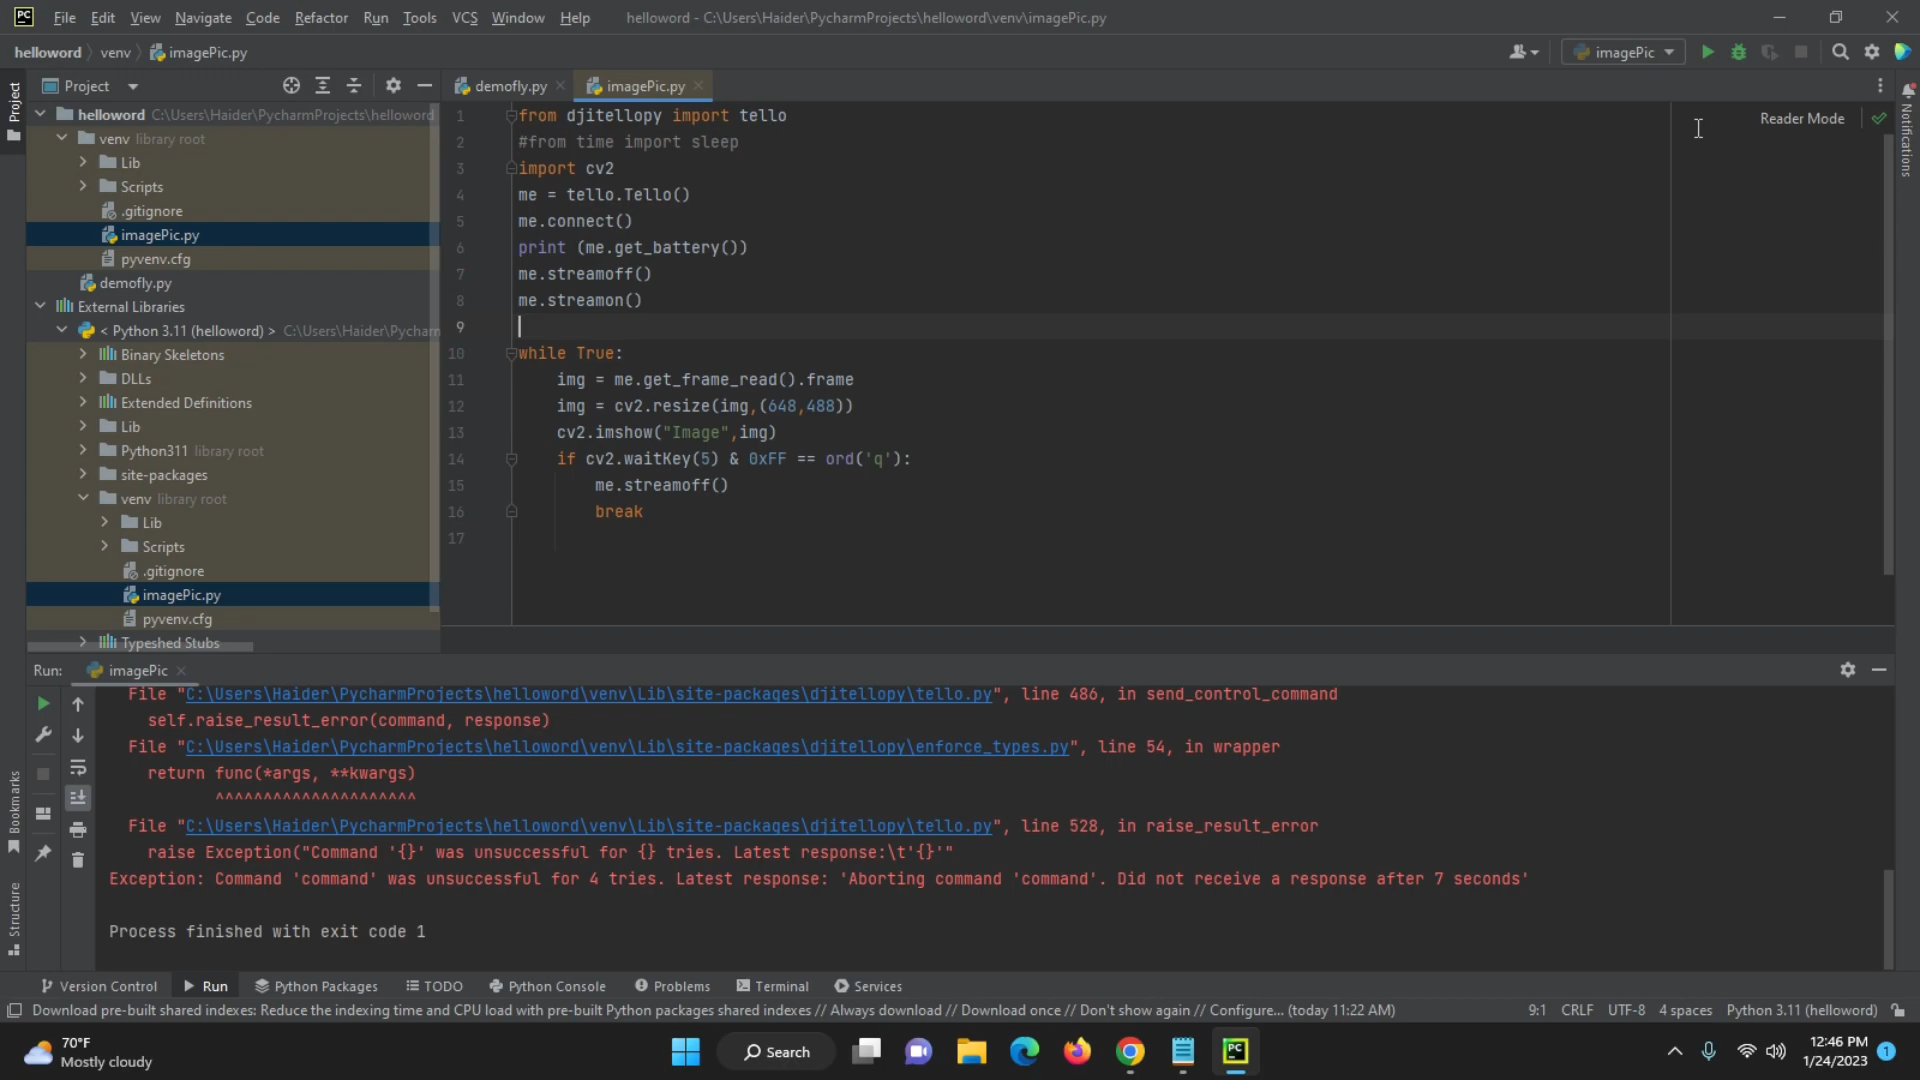 PC File Edit View Navigate Code Refactor Run Tools VCS Window Help helloword - C:\Users\Haider\PycharmProjects\helloword\venv\imagePic.py
helloword venv imagePic.py imagePic
Project
Project demofly.py imagePic.py
Notifications
Reader Mode
helloword C:\Users\Haider\PycharmProjects\helloword
venv library root
Lib
Scripts
.gitignore
imagePic.py
pyvenv.cfg
demofly.py
External Libraries
< Python 3.11 (helloword) > C:\Users\Haider\Pycharm
Binary Skeletons
DLLs
Extended Definitions
Lib
Python311 library root
site-packages
venv library root
Lib
Scripts
.gitignore
imagePic.py
pyvenv.cfg
Typeshed Stubs
1 from djitellopy import tello
2 #from time import sleep
3 import cv2
4 me = tello.Tello()
5 me.connect()
6 print (me.get_battery())
7 me.streamoff()
8 me.streamon()
9
10 while True:
11 img = me.get_frame_read().frame
12 img = cv2.resize(img,(648,488))
13 cv2.imshow("Image",img)
14 if cv2.waitKey(5) & 0xFF == ord('q'):
15 me.streamoff()
16 break
17
Run: imagePic
File "C:\Users\Haider\PycharmProjects\helloword\venv\Lib\site-packages\djitellopy\tello.py", line 486, in send_control_command
self.raise_result_error(command, response)
File "C:\Users\Haider\PycharmProjects\helloword\venv\Lib\site-packages\djitellopy\enforce_types.py", line 54, in wrapper
return func(*args, **kwargs)
^^^^^^^^^^^^^^^^^^^^^
File "C:\Users\Haider\PycharmProjects\helloword\venv\Lib\site-packages\djitellopy\tello.py", line 528, in raise_result_error
raise Exception("Command '{}' was unsuccessful for {} tries. Latest response:\t'{}'"
Exception: Command 'command' was unsuccessful for 4 tries. Latest response: 'Aborting command 'command'. Did not receive a response after 7 seconds'
Process finished with exit code 1
Bookmarks
Structure
Version Control Run Python Packages TODO Python Console Problems Terminal Services
Download pre-built shared indexes: Reduce the indexing time and CPU load with pre-built Python packages shared indexes // Always download // Download once // Don't show again // Configure... (today 11:22 AM) 9:1 CRLF UTF-8 4 spaces Python 3.11 (helloword)
70°F
Mostly cloudy
Search
PC
12:46 PM
1/24/2023
1